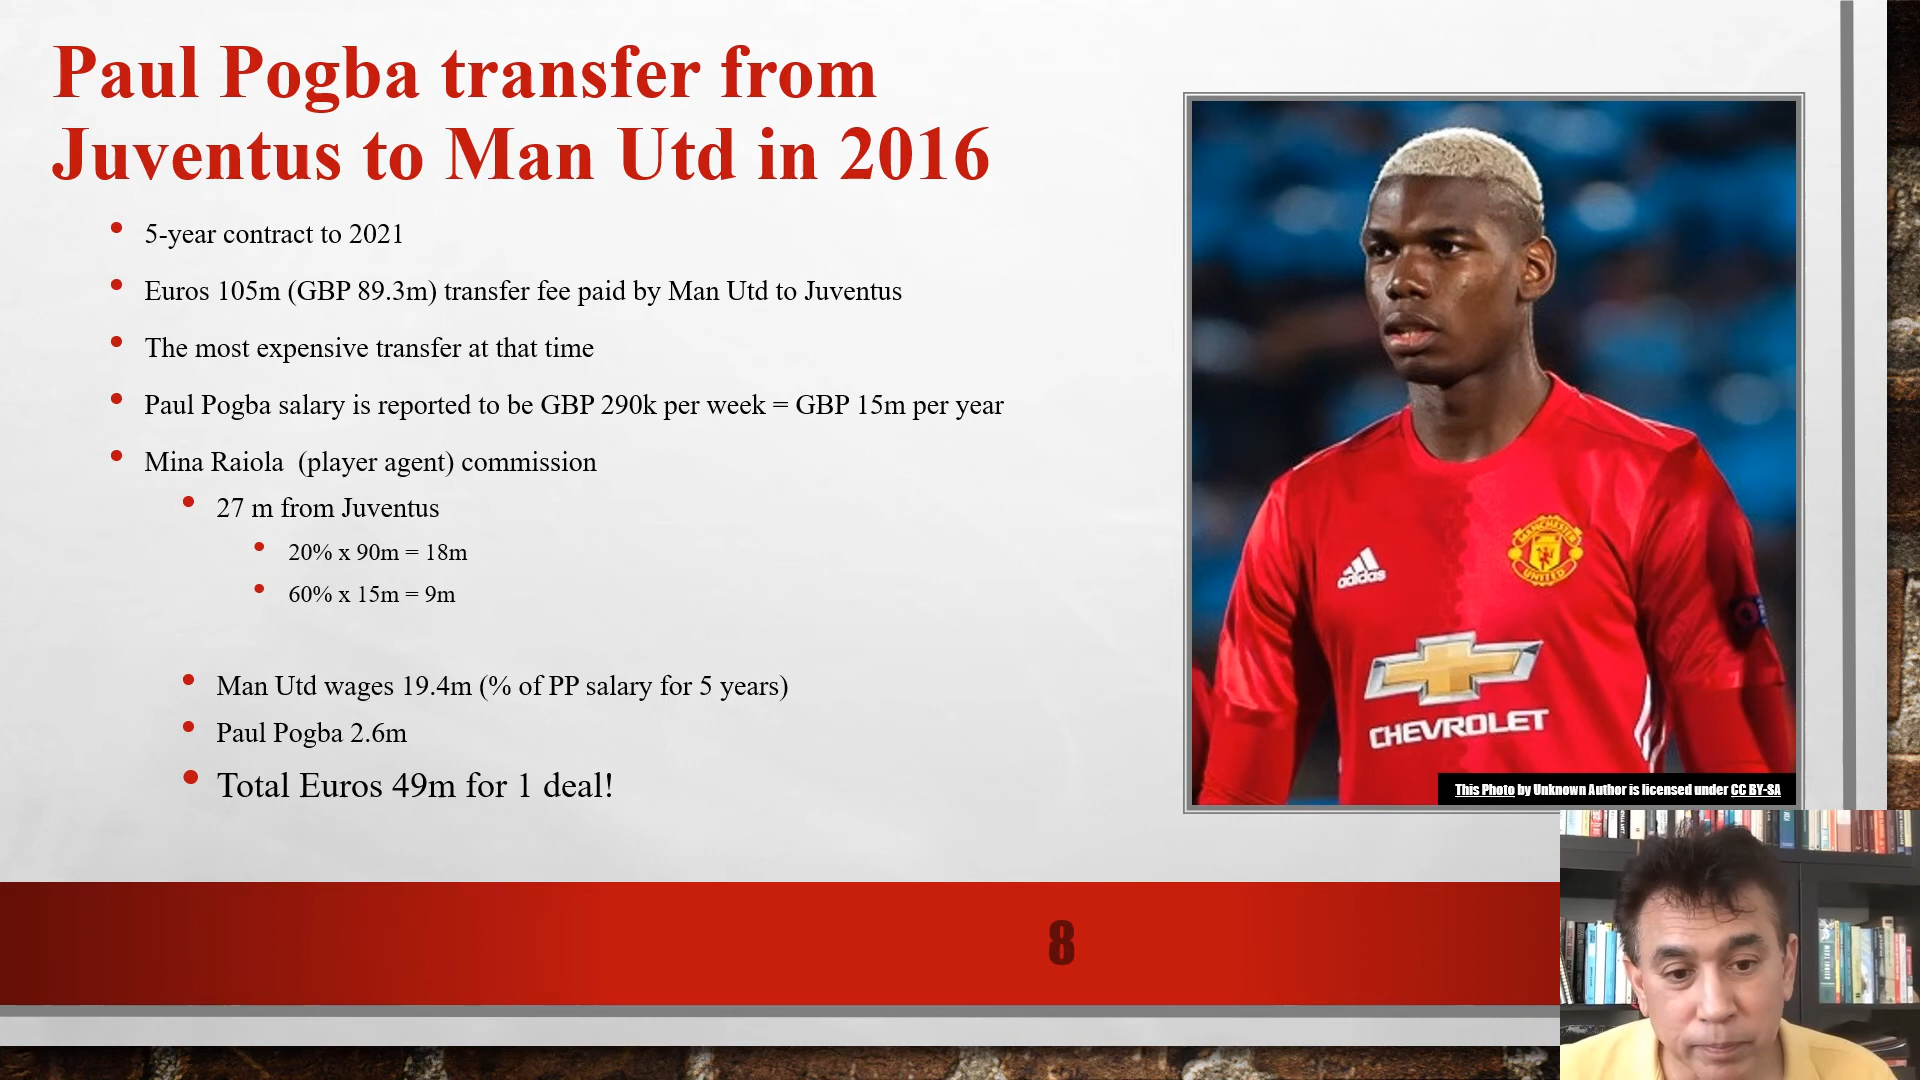 Paul Pogba transfer from
Juventus to Man Utd in 2016
5-year contract to 2021
Euros 105m (GBP 89.3m) transfer fee paid by Man Utd to Juventus
The most expensive transfer at that time
Paul Pogba salary is reported to be GBP 290k per week = GBP 15m per year
Mina Raiola (player agent) commission
27 m from Juventus
20% x 90m = 18m
60% x 15m = 9m
Man Utd wages 19.4m (% of PP salary for 5 years)
Paul Pogba 2.6m
Total Euros 49m for 1 deal!
adidas
MANCHESTER
UNITED
CHEVROLET
This Photo by Unknown Author is licensed under CC BY-SA
8